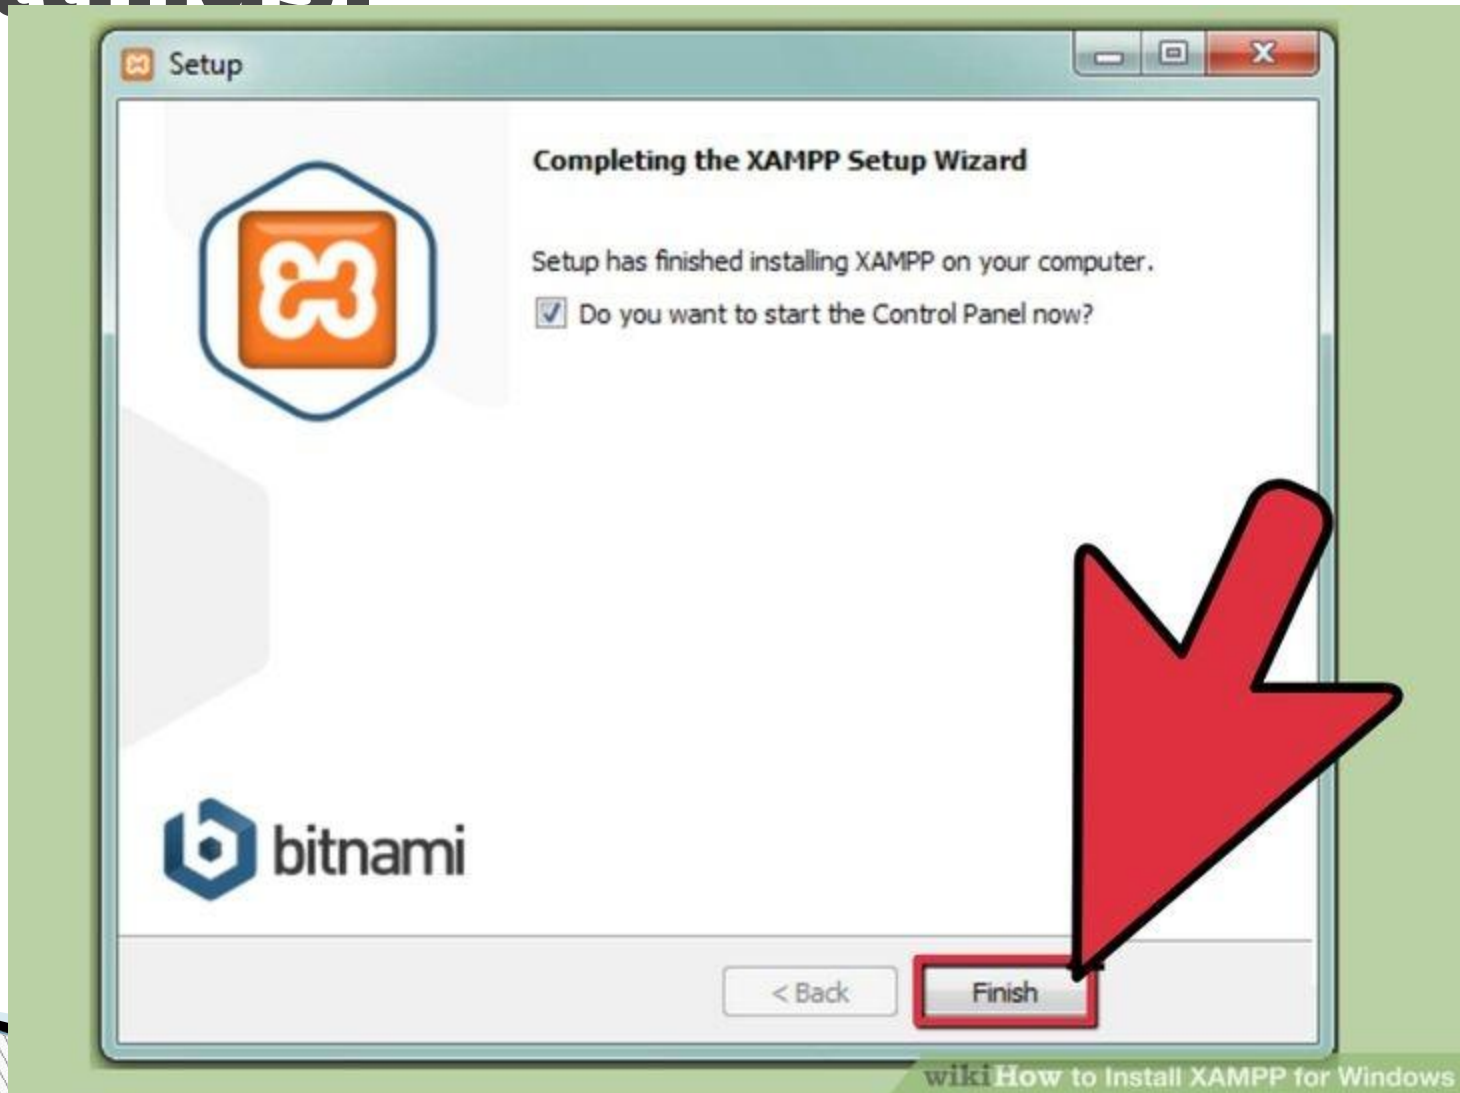 Setup
Completing the XAMPP Setup Wizard
Setup has finished installing XAMPP on your computer.
Do you want to start the Control Panel now?
bitnami
< Back
Finish
wikiHow to Install XAMPP for Windows